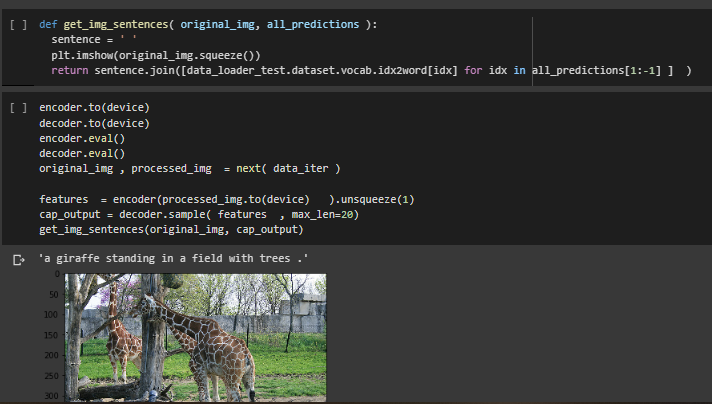 [ ] def get_img_sentences( original_img, all_predictions ):
sentence = ' '
plt.imshow(original_img.squeeze())
return sentence.join([data_loader_test.dataset.vocab.idx2word[idx] for idx in all_predictions[1:-1] ] )
[ ] encoder.to(device)
decoder.to(device)
encoder.eval()
decoder.eval()
original_img , processed_img = next( data_iter )
features = encoder(processed_img.to(device) ).unsqueeze(1)
cap_output = decoder.sample( features , max_len=20)
get_img_sentences(original_img, cap_output)
'a giraffe standing in a field with trees .'
0
50
100
150
200
250
300